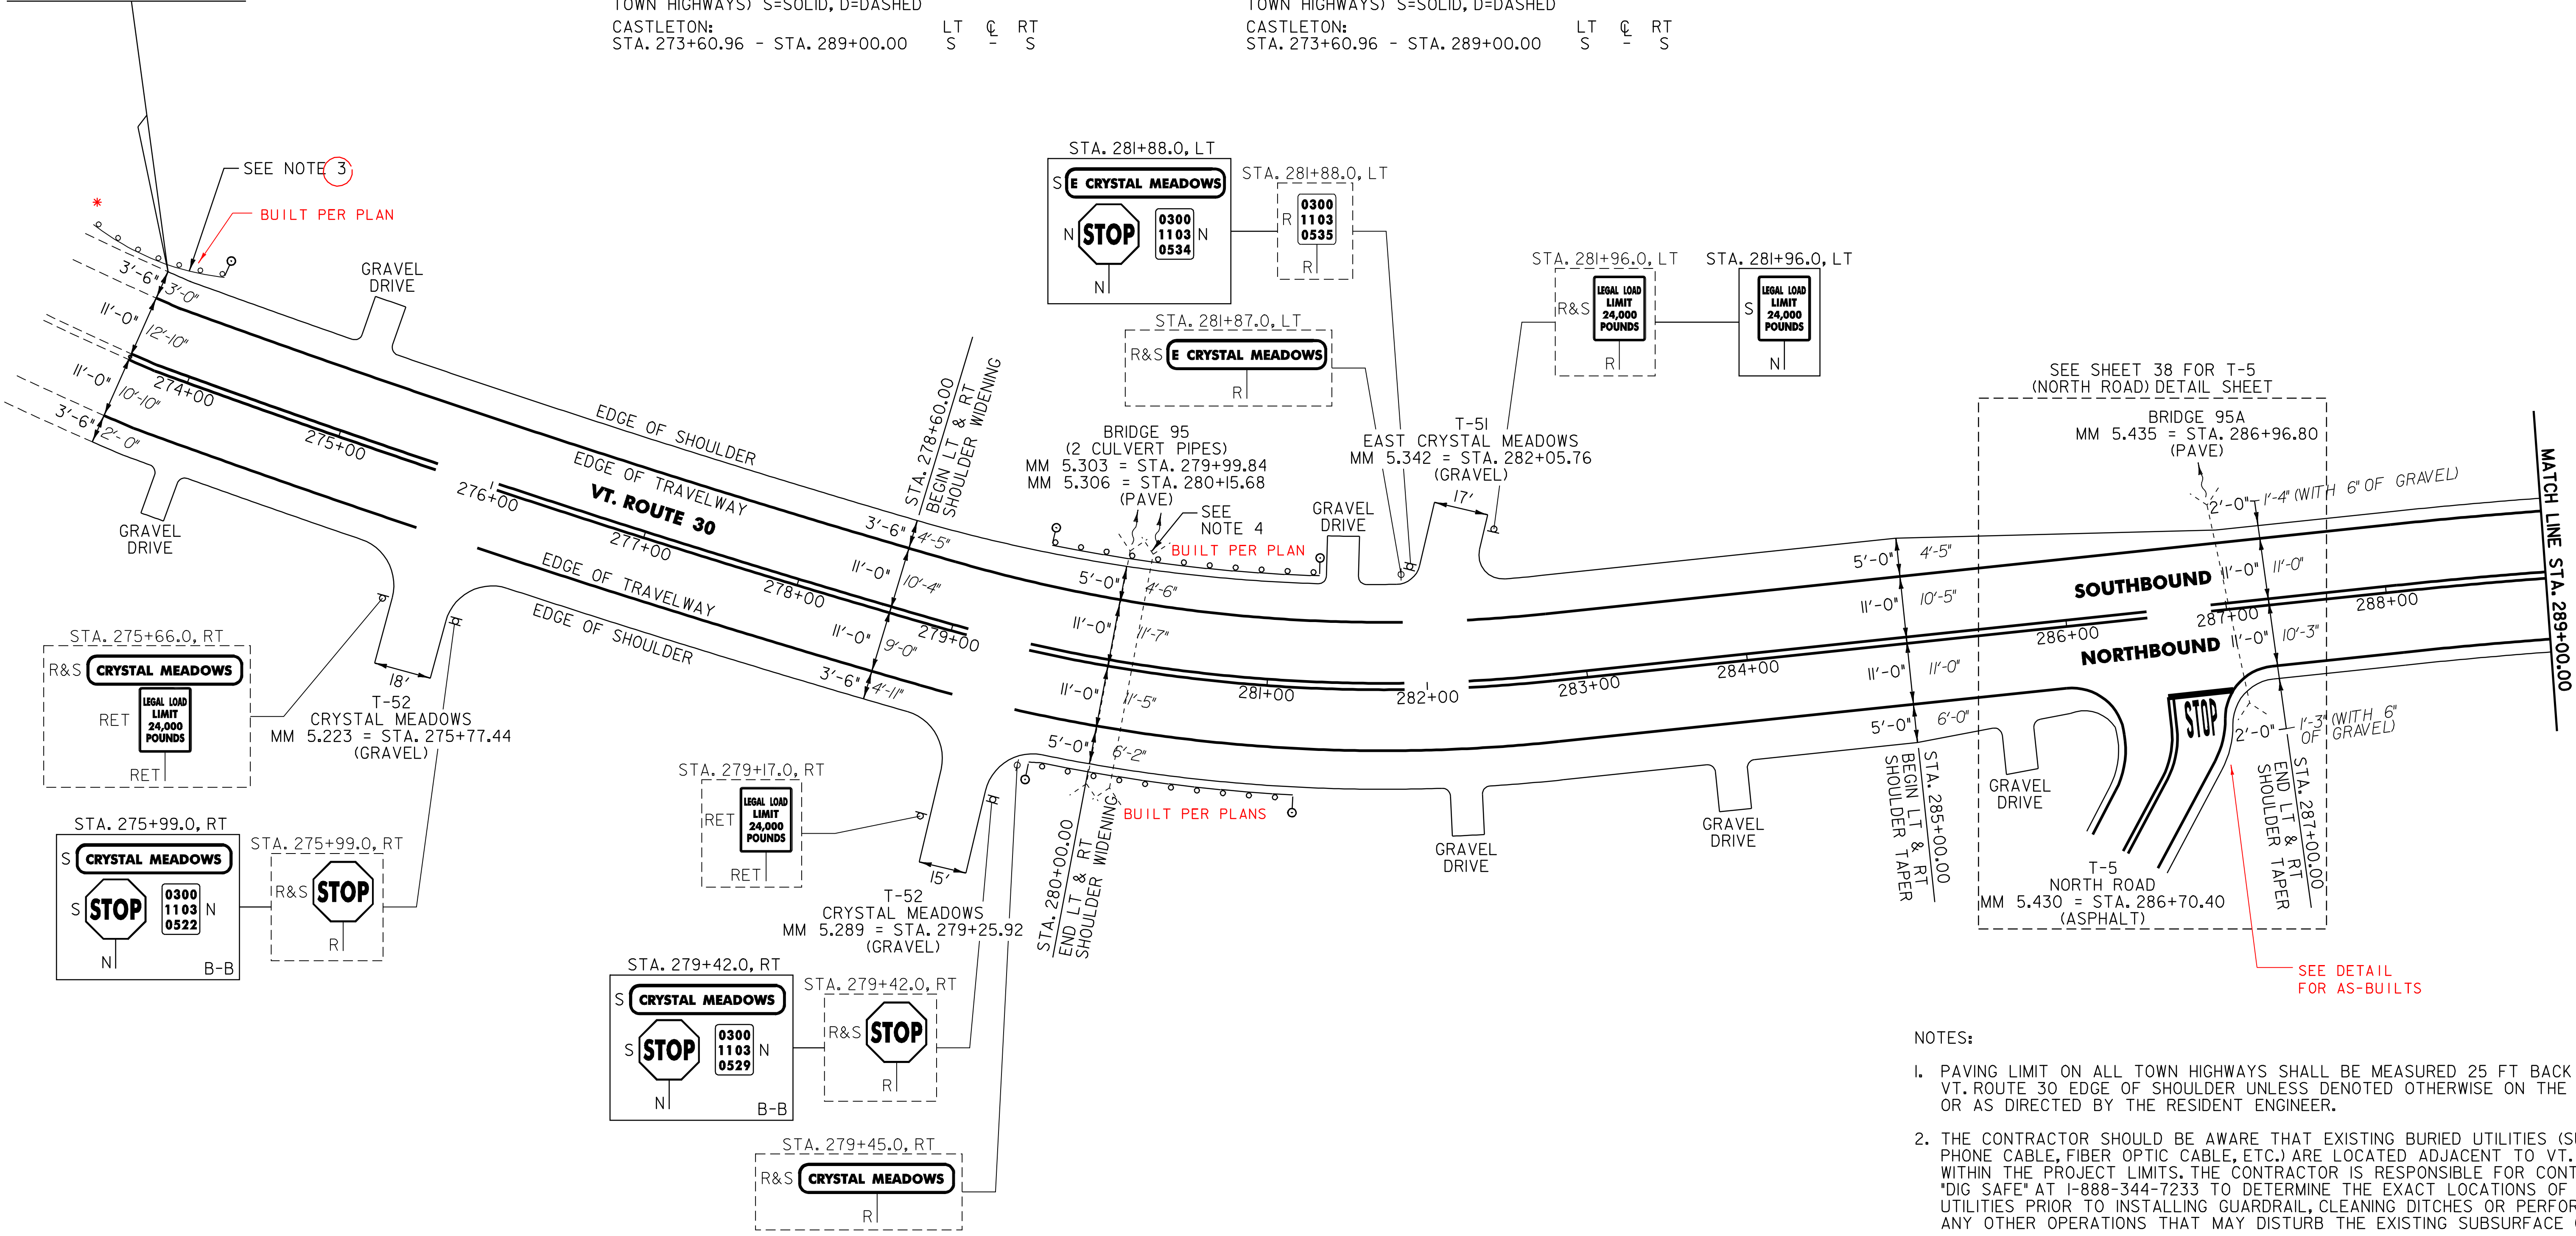 TOWN HIGHWAYS) S=SOLID, D=DASHED
CASTLETON: LT ℄ RT
STA. 273+60.96 - STA. 289+00.00 S - S
TOWN HIGHWAYS) S=SOLID, D=DASHED
CASTLETON: LT ℄ RT
STA. 273+60.96 - STA. 289+00.00 S - S
SEE NOTE 3
*
BUILT PER PLAN
GRAVEL
DRIVE
3'-6" 3'-0"
11'-0" 12'-10"
11'-0" 10'-10"
3'-6" 2'-0"
274+00
275+00
276+00
277+00
278+00
279+00
281+00
282+00
283+00
284+00
286+00
287+00
288+00
GRAVEL
DRIVE
EDGE OF SHOULDER
EDGE OF TRAVELWAY
VT. ROUTE 30
EDGE OF TRAVELWAY
EDGE OF SHOULDER
STA. 278+60.00
BEGIN LT & RT
SHOULDER WIDENING
3'-6" 4'-5"
11'-0" 10'-4"
11'-0" 9'-0"
3'-6" 4'-11"
STA. 275+66.0, RT
R&S CRYSTAL MEADOWS
RET
LEGAL LOAD
LIMIT
24,000
POUNDS
RET
18'
T-52
CRYSTAL MEADOWS
MM 5.223 = STA. 275+77.44
(GRAVEL)
STA. 275+99.0, RT
S CRYSTAL MEADOWS
S STOP
0300
1103 N
0522
N
B-B
STA. 275+99.0, RT
R&S STOP
R
STA. 281+88.0, LT
S E CRYSTAL MEADOWS
N STOP
0300
1103 N
0534
N
STA. 281+88.0, LT
R
0300
1103
0535
R
STA. 281+87.0, LT
R&S E CRYSTAL MEADOWS
R
BRIDGE 95
(2 CULVERT PIPES)
MM 5.303 = STA. 279+99.84
MM 5.306 = STA. 280+15.68
(PAVE)
SEE
NOTE 4
BUILT PER PLAN
GRAVEL
DRIVE
T-51
EAST CRYSTAL MEADOWS
MM 5.342 = STA. 282+05.76
(GRAVEL)
17'
STA. 281+96.0, LT
R&S
LEGAL LOAD
LIMIT
24,000
POUNDS
R
STA. 281+96.0, LT
S
LEGAL LOAD
LIMIT
24,000
POUNDS
N
5'-0" 4'-6"
11'-0" 11'-7"
11'-0" 11'-5"
5'-0" 6'-2"
STA. 280+00.00
END LT & RT
SHOULDER WIDENING
BUILT PER PLANS
STA. 279+17.0, RT
RET
LEGAL LOAD
LIMIT
24,000
POUNDS
RET
15'
T-52
CRYSTAL MEADOWS
MM 5.289 = STA. 279+25.92
(GRAVEL)
STA. 279+42.0, RT
S CRYSTAL MEADOWS
S STOP
0300
1103 N
0529
N
B-B
STA. 279+42.0, RT
R&S STOP
R
STA. 279+45.0, RT
R&S CRYSTAL MEADOWS
R
GRAVEL
DRIVE
GRAVEL
DRIVE
5'-0" 4'-5"
11'-0" 10'-5"
11'-0" 11'-0"
5'-0" 6'-0"
STA. 285+00.00
BEGIN LT & RT
SHOULDER TAPER
SEE SHEET 38 FOR T-5
(NORTH ROAD) DETAIL SHEET
BRIDGE 95A
MM 5.435 = STA. 286+96.80
(PAVE)
2'-0" 1'-4" (WITH 6" OF GRAVEL)
SOUTHBOUND 11'-0" 11'-0"
NORTHBOUND 11'-0" 10'-3"
2'-0" 1'-3" (WITH 6"
OF GRAVEL)
STOP
GRAVEL
DRIVE
STA. 287+00.00
END LT & RT
SHOULDER TAPER
T-5
NORTH ROAD
MM 5.430 = STA. 286+70.40
(ASPHALT)
MATCH LINE STA. 289+00.00
SEE DETAIL
FOR AS-BUILTS
NOTES:
1. PAVING LIMIT ON ALL TOWN HIGHWAYS SHALL BE MEASURED 25 FT BACK
VT. ROUTE 30 EDGE OF SHOULDER UNLESS DENOTED OTHERWISE ON THE
OR AS DIRECTED BY THE RESIDENT ENGINEER.
2. THE CONTRACTOR SHOULD BE AWARE THAT EXISTING BURIED UTILITIES
PHONE CABLE, FIBER OPTIC CABLE, ETC.) ARE LOCATED ADJACENT TO VT.
WITHIN THE PROJECT LIMITS. THE CONTRACTOR IS RESPONSIBLE FOR CONT
"DIG SAFE" AT 1-888-344-7233 TO DETERMINE THE EXACT LOCATIONS OF
UTILITIES PRIOR TO INSTALLING GUARDRAIL, CLEANING DITCHES OR PERFOR
ANY OTHER OPERATIONS THAT MAY DISTURB THE EXISTING SUBSURFACE